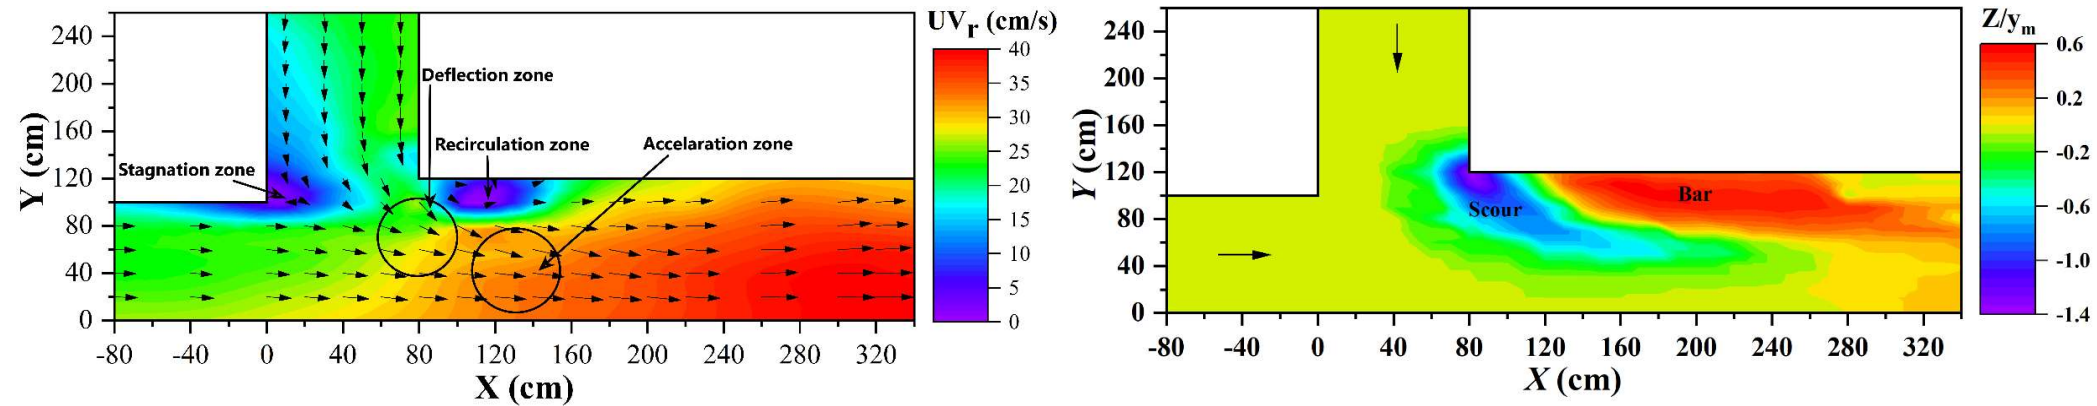 UVr (cm/s)
240
200
160
120
80
40
0
Y (cm)
Deflection zone
Recirculation zone
Accelaration zone
Stagnation zone
40
35
30
25
20
15
10
5
0
-80 -40 0 40 80 120 160 200 240 280 320
X (cm)
Z/ym
240
200
160
120
80
40
0
Y (cm)
Bar
Scour
0.6
0.2
-0.2
-0.6
-1.0
-1.4
-80 -40 0 40 80 120 160 200 240 280 320
X (cm)